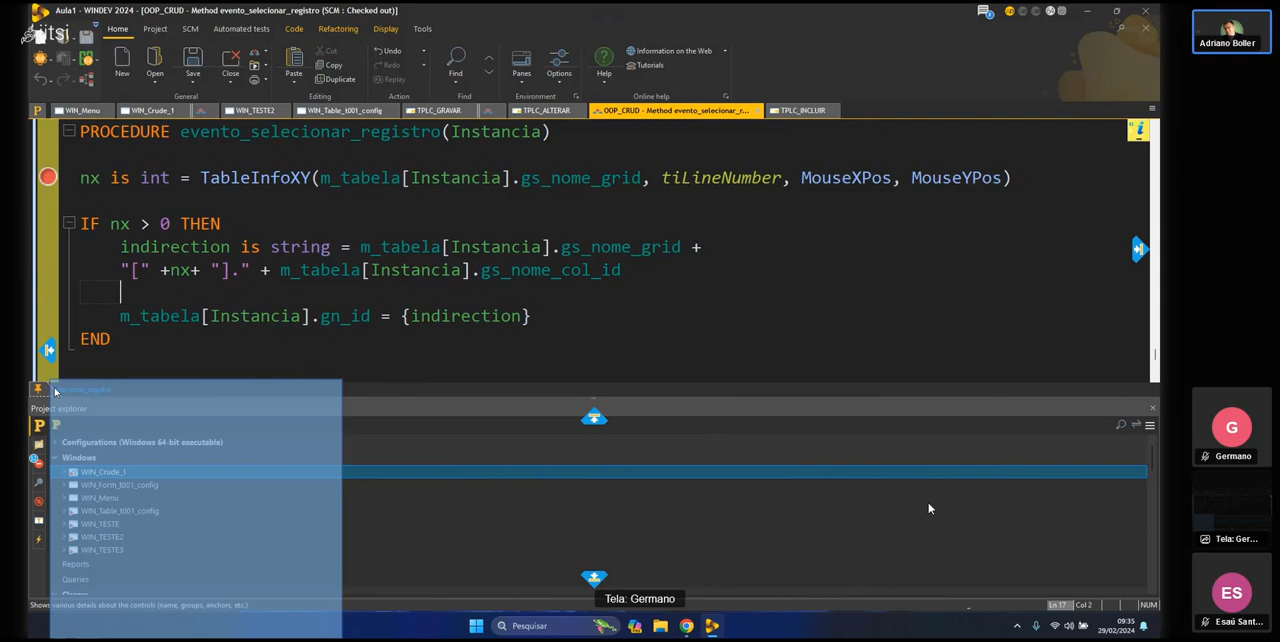 Aula1 - WINDEV 2024 - [OOP_CRUD - Method evento_selecionar_registro (SCM : Checked out)]
jitsi
Home Project SCM Automated tests Code Refactoring Display Tools
New Open Save Close Paste Cut Copy Duplicate Undo Redo Replay Find Panes Options Help Information on the Web Tutorials
General Editing Action Find Environment Online help
WIN_Menu WIN_Crude_1 WIN_TESTE2 WIN_Table_t001_config TPLC_GRAVAR TPLC_ALTERAR OOP_CRUD - Method evento_selecionar_r... TPLC_INCLUIR
PROCEDURE evento_selecionar_registro(Instancia)
nx is int = TableInfoXY(m_tabela[Instancia].gs_nome_grid, tiLineNumber, MouseXPos, MouseYPos)
IF nx > 0 THEN
indirection is string = m_tabela[Instancia].gs_nome_grid +
"[" +nx+ "]." + m_tabela[Instancia].gs_nome_col_id
m_tabela[Instancia].gn_id = {indirection}
END
Project explorer
Configurations (Windows 64-bit executable)
Windows
WIN_Crude_1
WIN_Form_t001_config
WIN_Menu
WIN_Table_t001_config
WIN_TESTE
WIN_TESTE2
WIN_TESTE3
Reports
Queries
Shows various details about the controls (name, groups, anchors, etc.)
Ln 17 Col 2 NUM
Tela: Germano
Pesquisar
09:35
29/02/2024
Adriano Boller
G
Germano
Tela: Ger...
ES
Esaú Sant...